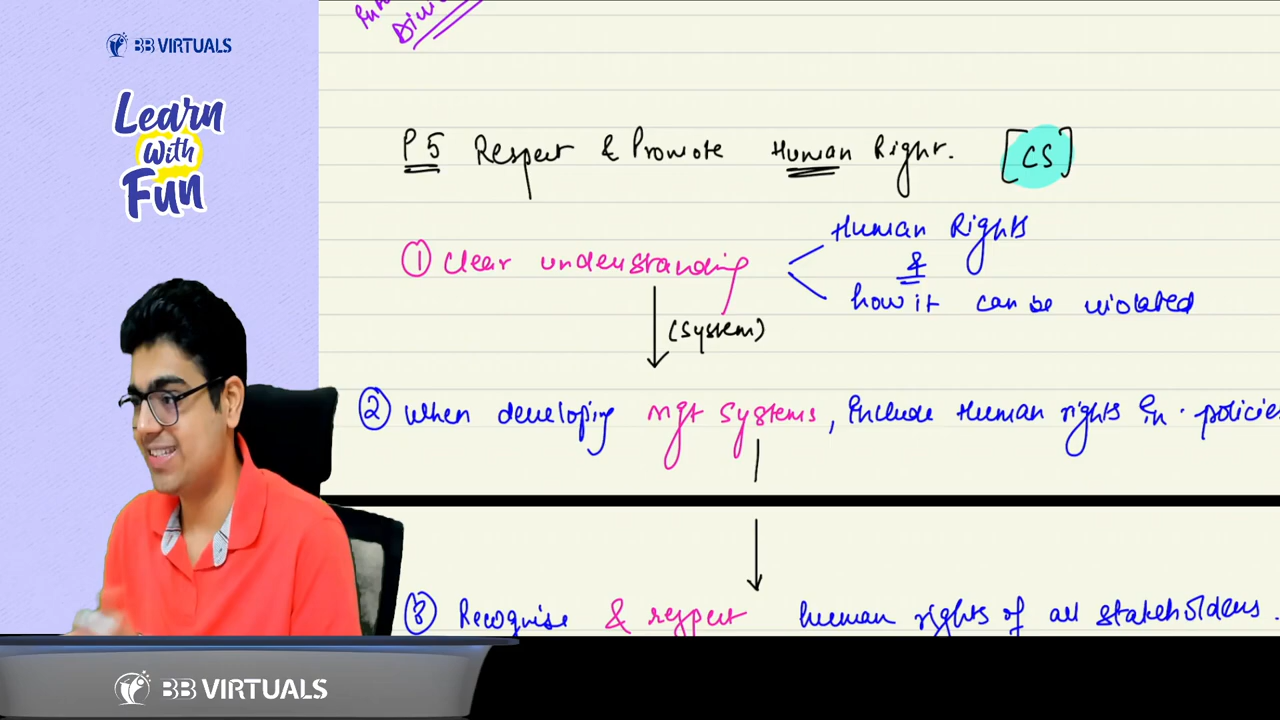 BB VIRTUALS
Learn
With
Fun
P5 Respect & Promote Human Right. [CS]
① Clear understanding
Human Rights
&
how it can be violated
(System)
② When developing mgt systems, Include Human rights in policies
③ Recognise & respect human rights of all stakeholders.
BB VIRTUALS